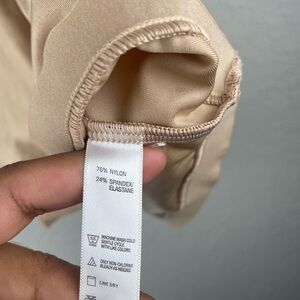 76% NYLON
24% SPANDEX/
ELASTANE
MACHINE WASH COLD
GENTLE CYCLE
WITH LIKE COLORS
ONLY NON-CHLORINE
BLEACH AS NEEDED
LINE DRY